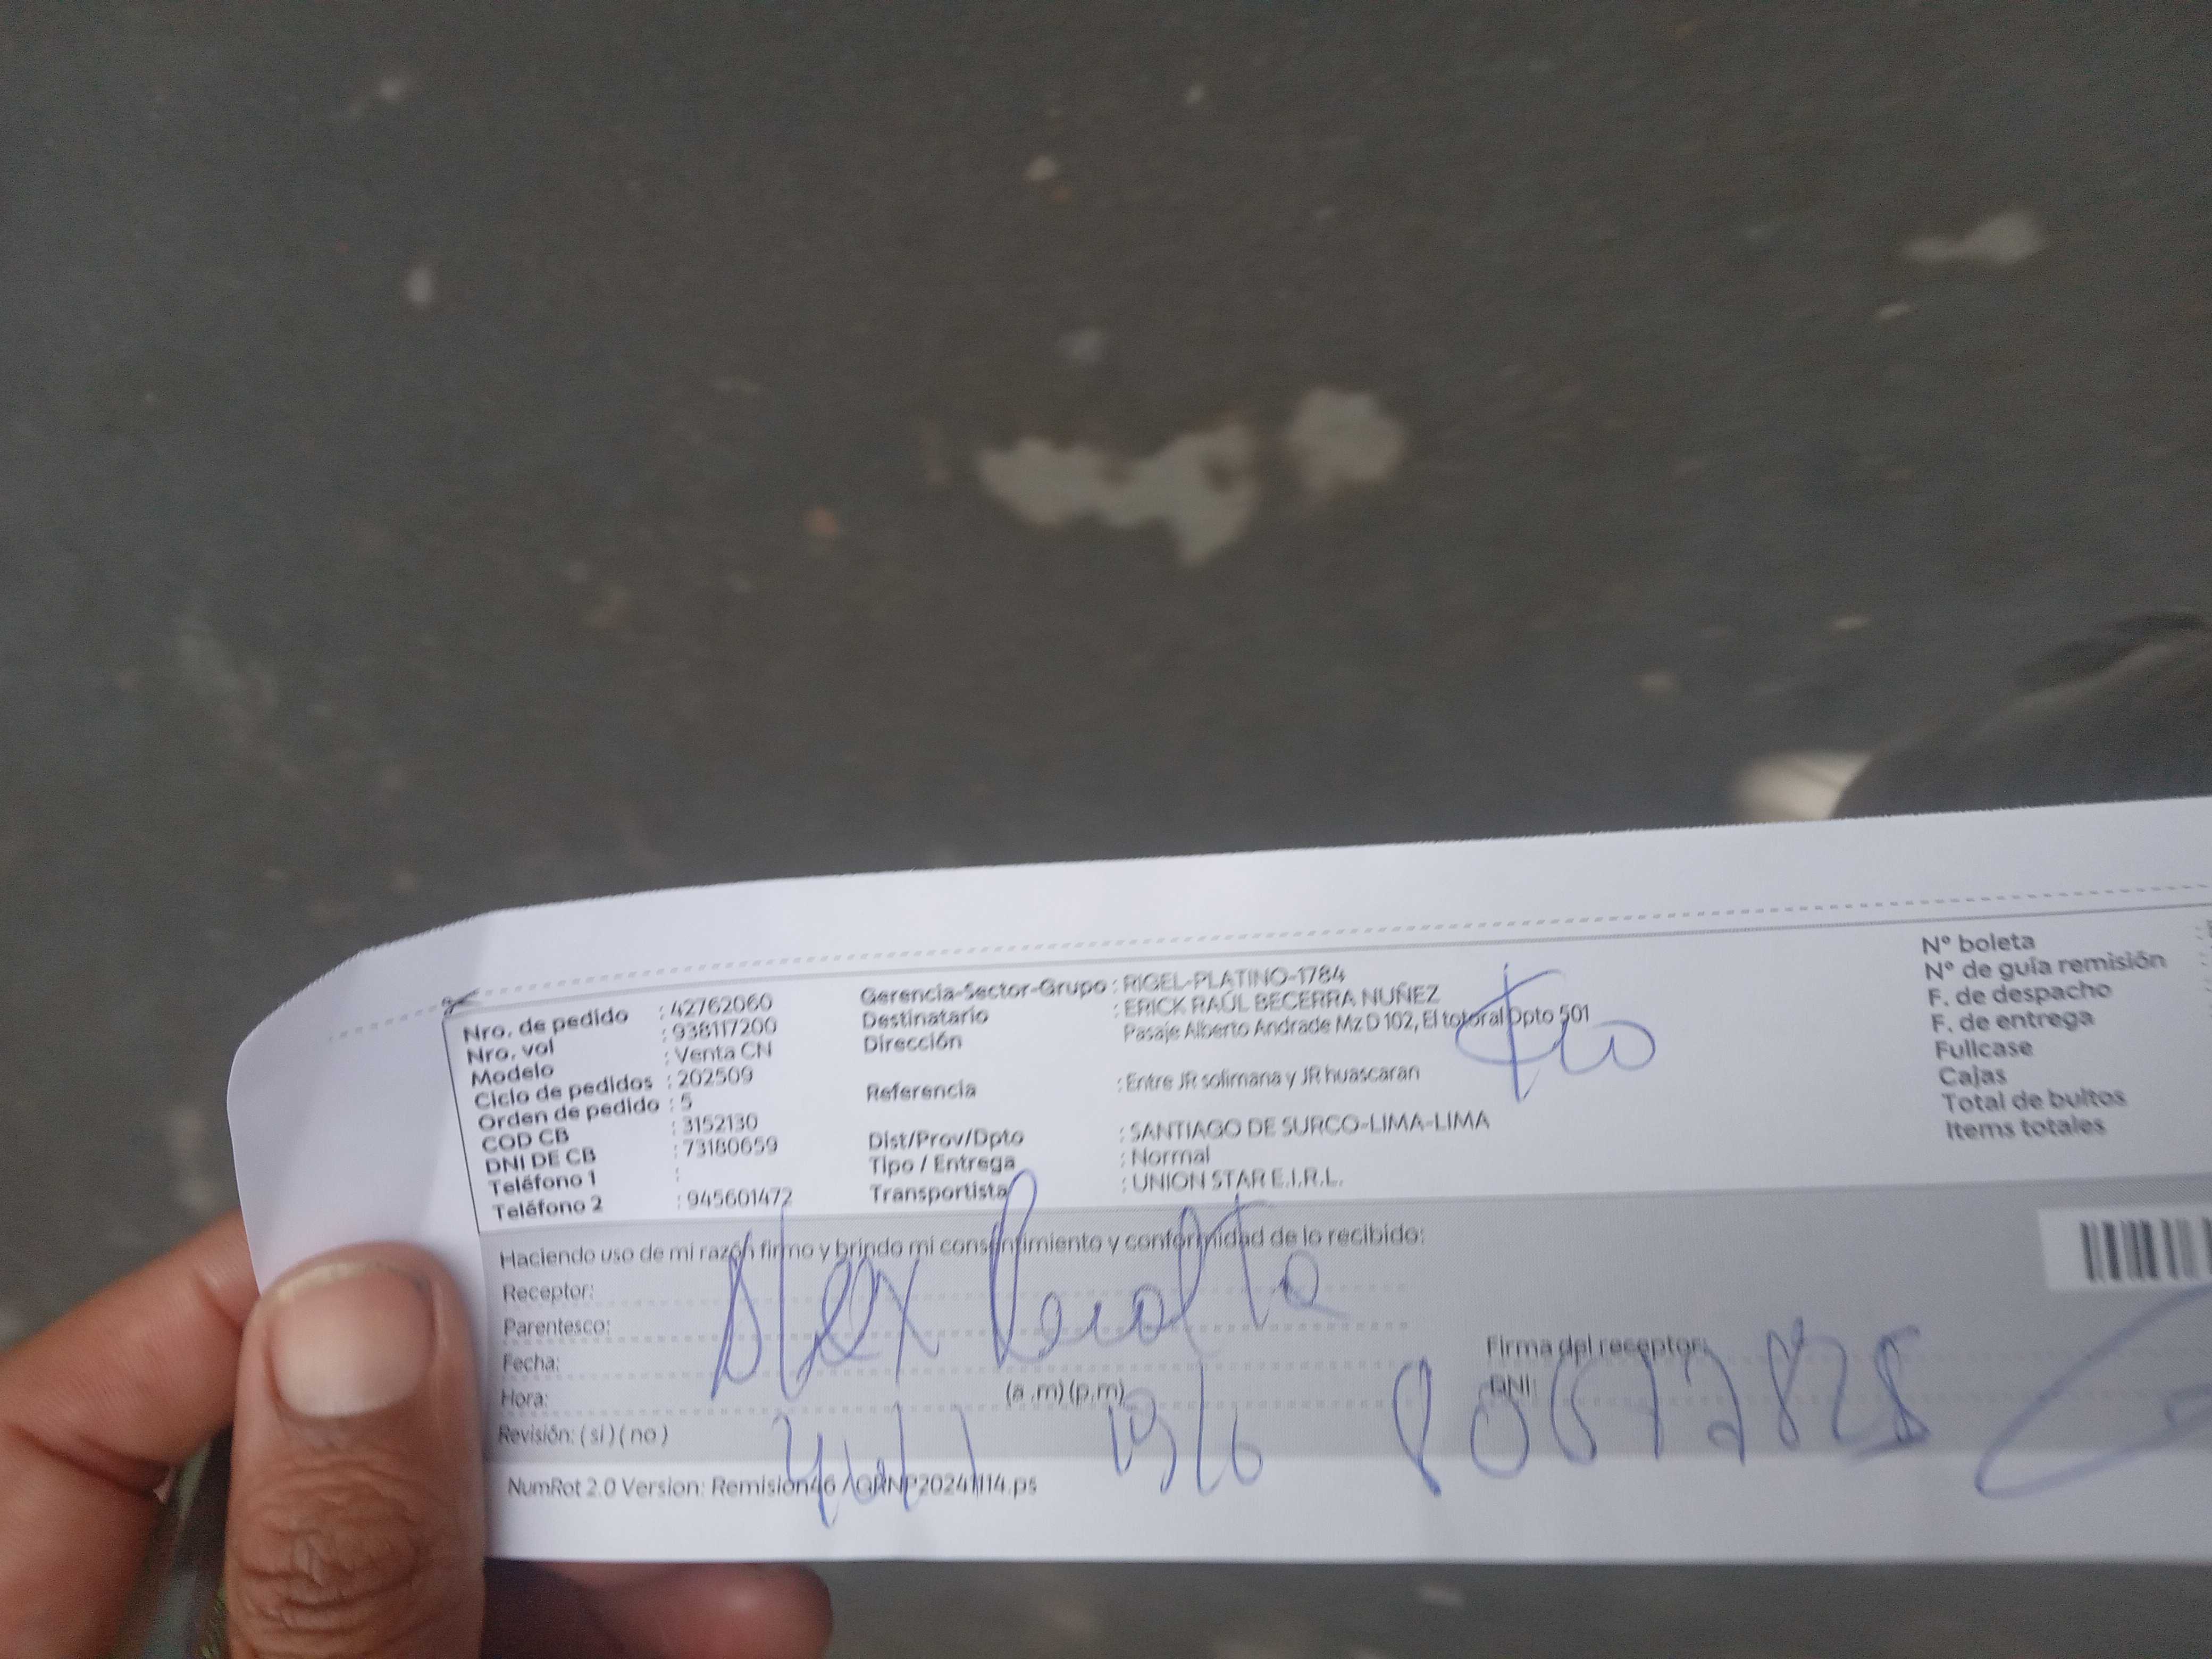 Nro. de pedido : 42762060
Nro. vol : 938117200
Modelo : Venta CN
Ciclo de pedidos : 202509
Orden de pedido : 5
COD CB : 3152130
DNI DE CB : 73180659
Teléfono 1 :
Teléfono 2 : 945601472
Gerencia-Sector-Grupo : RIGEL-PLATINO-1784
Destinatario : ERICK RAÚL BECERRA NUÑEZ
Dirección Pasaje Alberto Andrade Mz D 102, El totoral Dpto 501
Referencia : Entre JR solimana y JR huascaran
Dist/Prov/Dpto : SANTIAGO DE SURCO-LIMA-LIMA
Tipo / Entrega : Normal
Transportista : UNION STAR E.I.R.L.
Nº boleta
Nº de guía remisión
F. de despacho
F. de entrega
Fullcase
Cajas
Total de bultos
Items totales
Haciendo uso de mi razón firmo y brindo mi consentimiento y conformidad de lo recibido:
Receptor: Alex
Parentesco:
Fecha:
Hora: (a .m) (p.m)
Revisión: ( si ) ( no )
Firma del receptor:
DNI:
19/6
NumRot 2.0 Version: Remision46 / GRNP20241114.ps